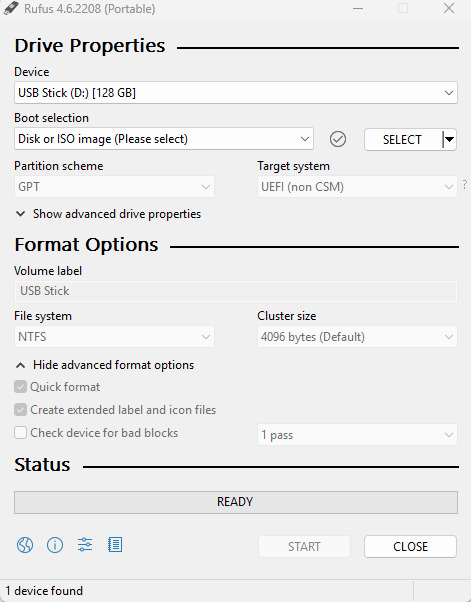 Rufus 4.6.2208 (Portable)
Drive Properties
Device
USB Stick (D:) [128 GB]
Boot selection
Disk or ISO image (Please select)
SELECT
Partition scheme
Target system
GPT
UEFI (non CSM)
?
Show advanced drive properties
Format Options
Volume label
USB Stick
File system
Cluster size
NTFS
4096 bytes (Default)
Hide advanced format options
Quick format
Create extended label and icon files
Check device for bad blocks
1 pass
Status
READY
START
CLOSE
1 device found